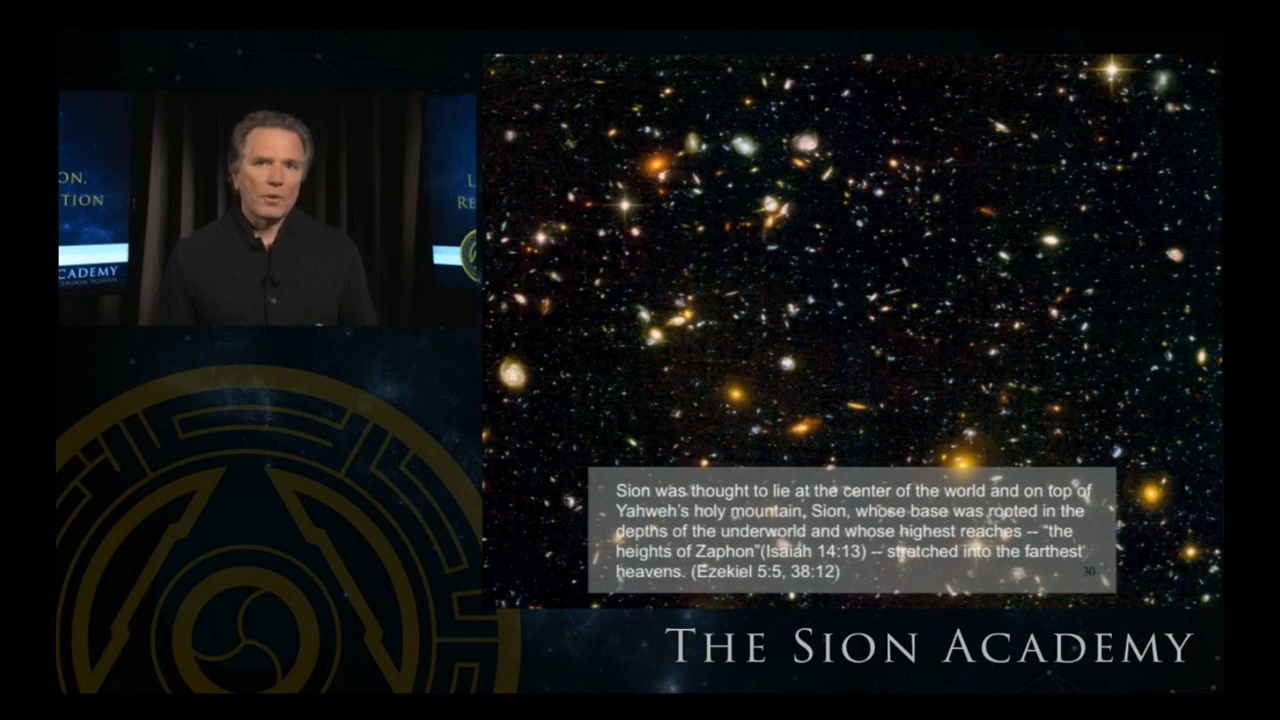 ON,
TION
CADEMY
L
RE
Sion was thought to lie at the center of the world and on top of
Yahweh's holy mountain, Sion, whose base was rooted in the
depths of the underworld and whose highest reaches -- “the
heights of Zaphon”(Isaiah 14:13) -- stretched into the farthest
heavens. (Ezekiel 5:5, 38:12)
30
THE SION ACADEMY